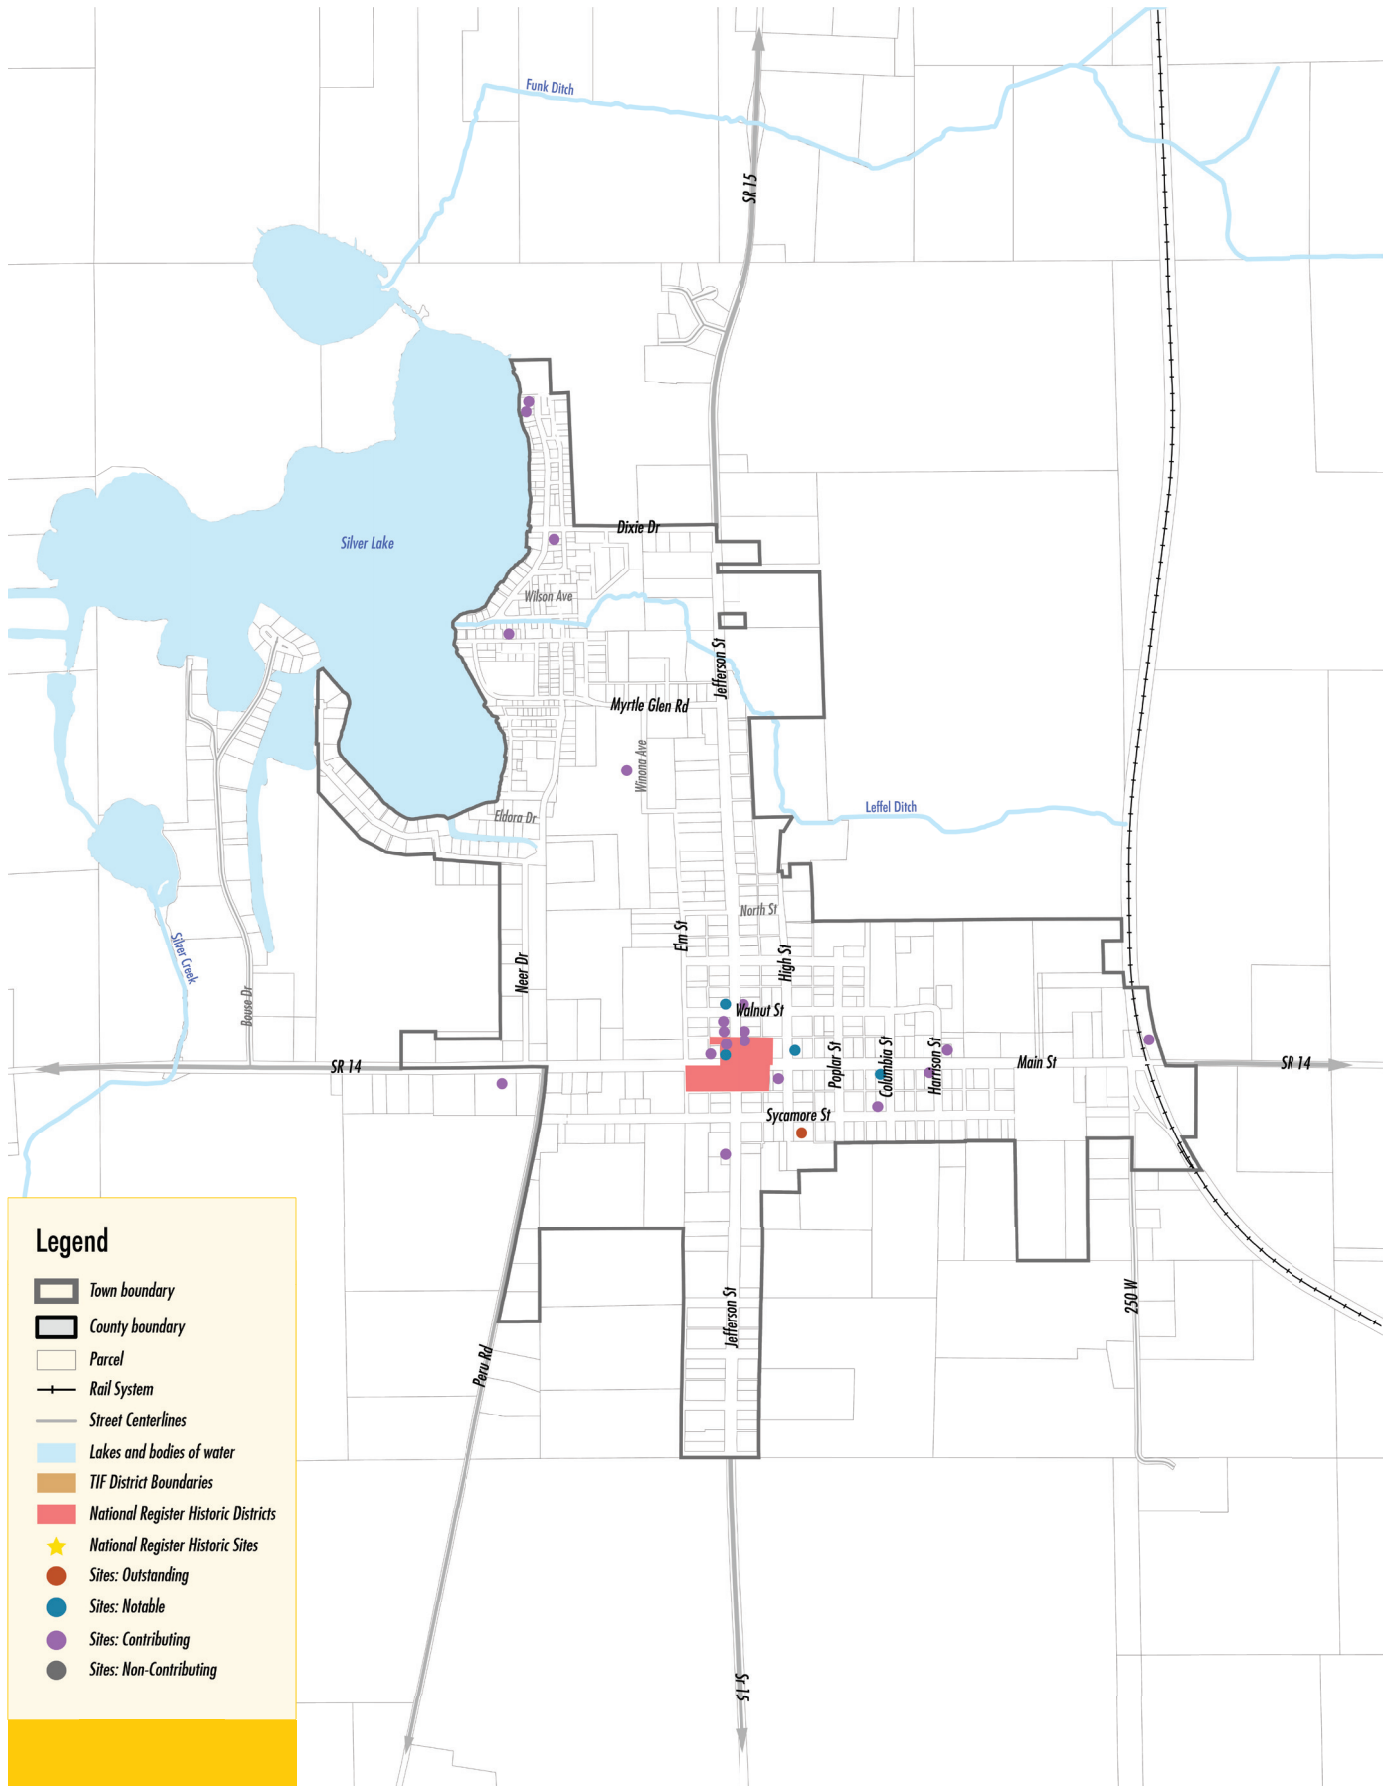 Funk Ditch
SR 15
Silver Lake
Dixie Dr
Wilson Ave
Jefferson St
Myrtle Glen Rd
Winona Ave
Leffel Ditch
Eldora Dr
North St
Elm St
High St
Silver Creek
Neer Dr
Bouse Dr
Walnut St
Poplar St
Columbia St
Harrison St
Main St
SR 14
SR 14
Sycamore St
Legend
Town boundary
County boundary
Parcel
Rail System
Street Centerlines
Lakes and bodies of water
TIF District Boundaries
National Register Historic Districts
National Register Historic Sites
Sites: Outstanding
Sites: Notable
Sites: Contributing
Sites: Non-Contributing
Jefferson St
250 W
Peru Rd
Sr 15